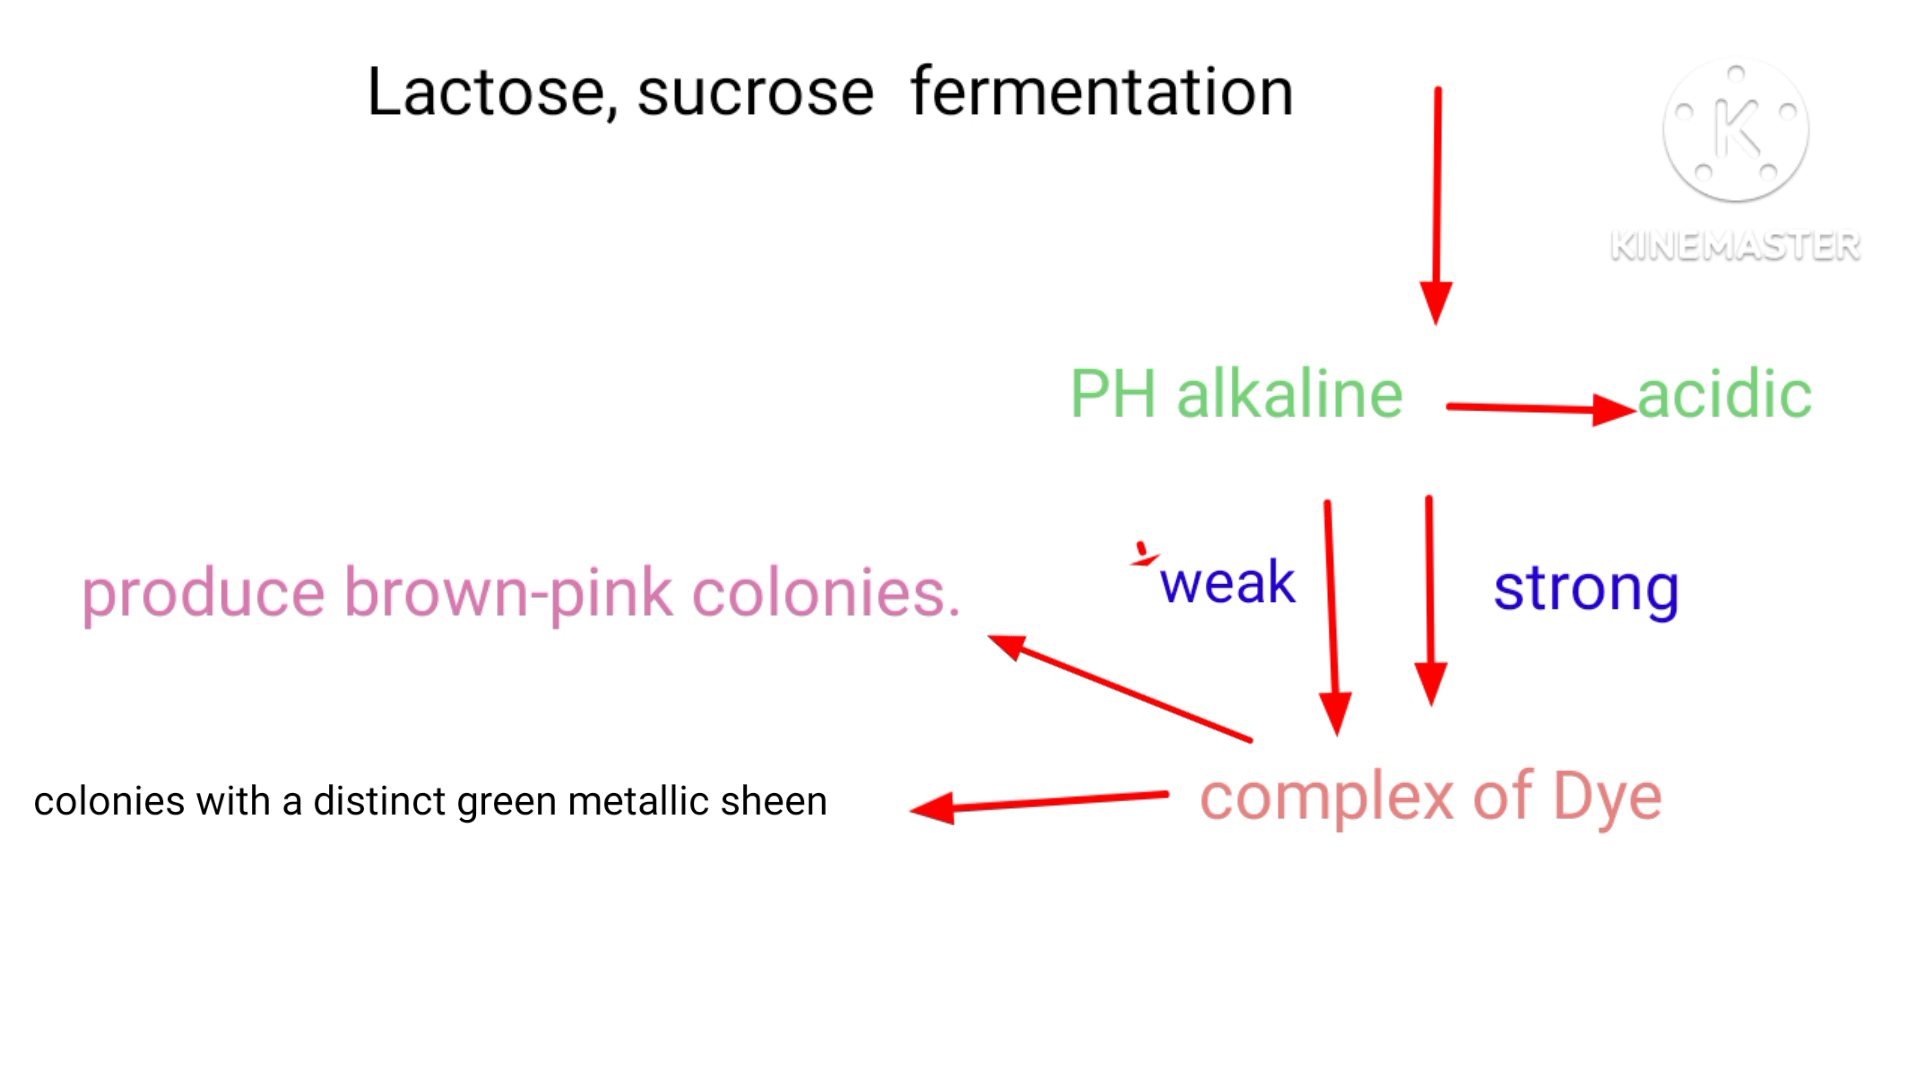 Lactose, sucrose  fermentation
K
KINEMASTER
PH alkaline
acidic
produce brown-pink colonies.
weak
strong
colonies with a distinct green metallic sheen
complex of Dye